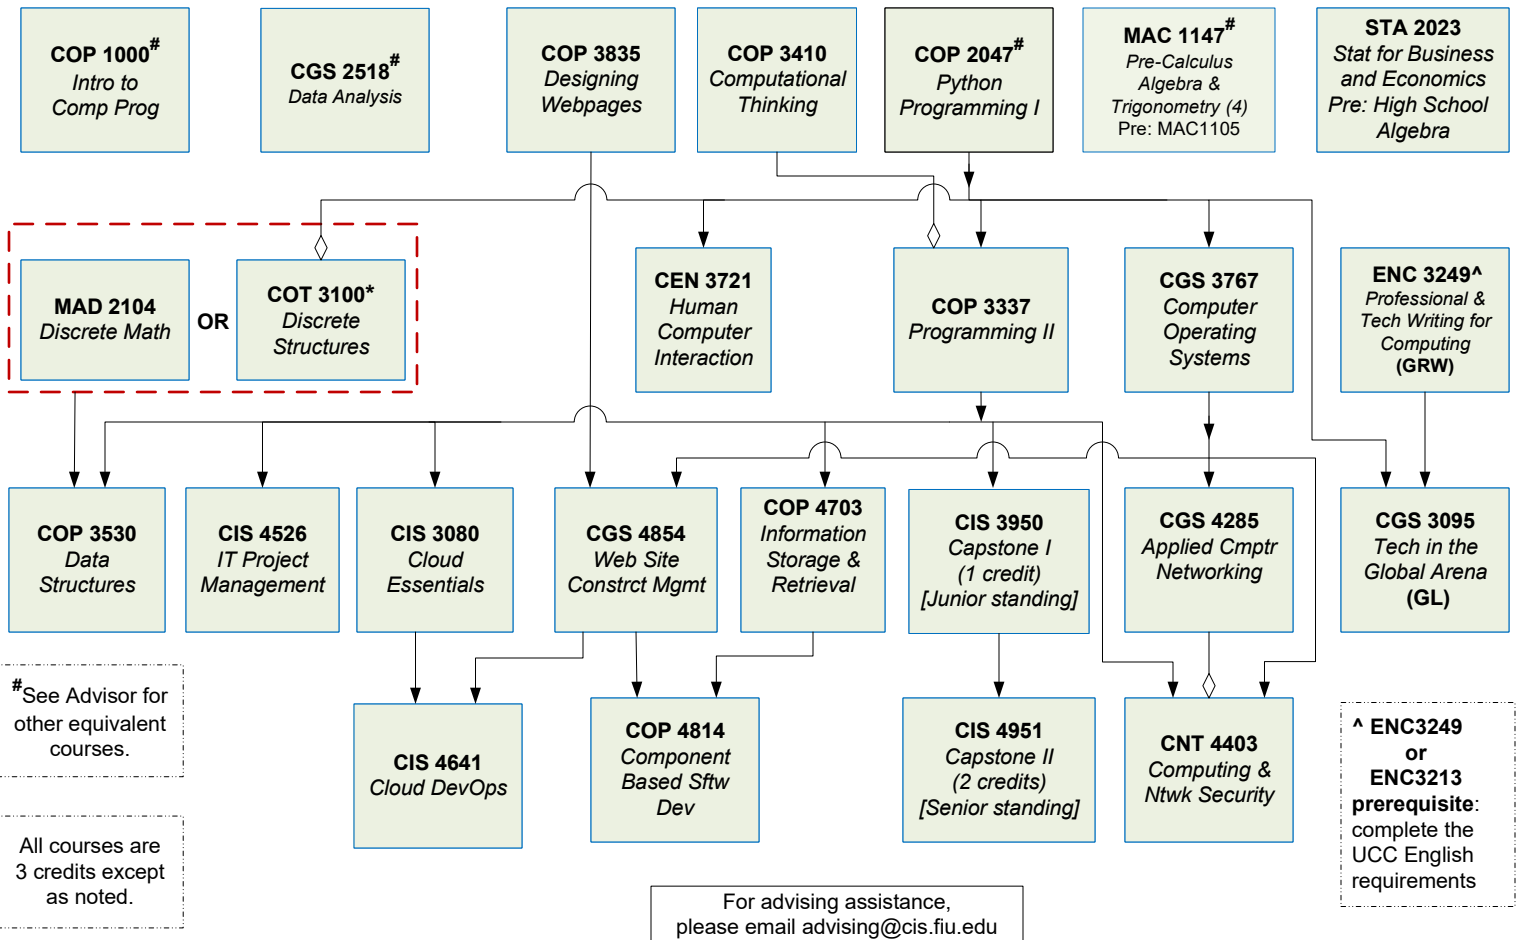 COP 1000#
Intro to
Comp Prog
CGS 2518#
Data Analysis
COP 3835
Designing
Webpages
COP 3410
Computational
Thinking
COP 2047#
Python
Programming I
MAC 1147#
Pre-Calculus
Algebra &
Trigonometry (4)
Pre: MAC1105
STA 2023
Stat for Business
and Economics
Pre: High School
Algebra
MAD 2104
Discrete Math
OR
COT 3100*
Discrete
Structures
CEN 3721
Human
Computer
Interaction
COP 3337
Programming II
CGS 3767
Computer
Operating
Systems
ENC 3249^
Professional &
Tech Writing for
Computing
(GRW)
COP 3530
Data
Structures
CIS 4526
IT Project
Management
CIS 3080
Cloud
Essentials
CGS 4854
Web Site
Constrct Mgmt
COP 4703
Information
Storage &
Retrieval
CIS 3950
Capstone I
(1 credit)
[Junior standing]
CGS 4285
Applied Cmptr
Networking
CGS 3095
Tech in the
Global Arena
(GL)
#See Advisor for
other equivalent
courses.
CIS 4641
Cloud DevOps
COP 4814
Component
Based Sftw
Dev
CIS 4951
Capstone II
(2 credits)
[Senior standing]
CNT 4403
Computing &
Ntwk Security
^ ENC3249
or
ENC3213
prerequisite:
complete the
UCC English
requirements
All courses are
3 credits except
as noted.
For advising assistance,
please email advising@cis.fiu.edu